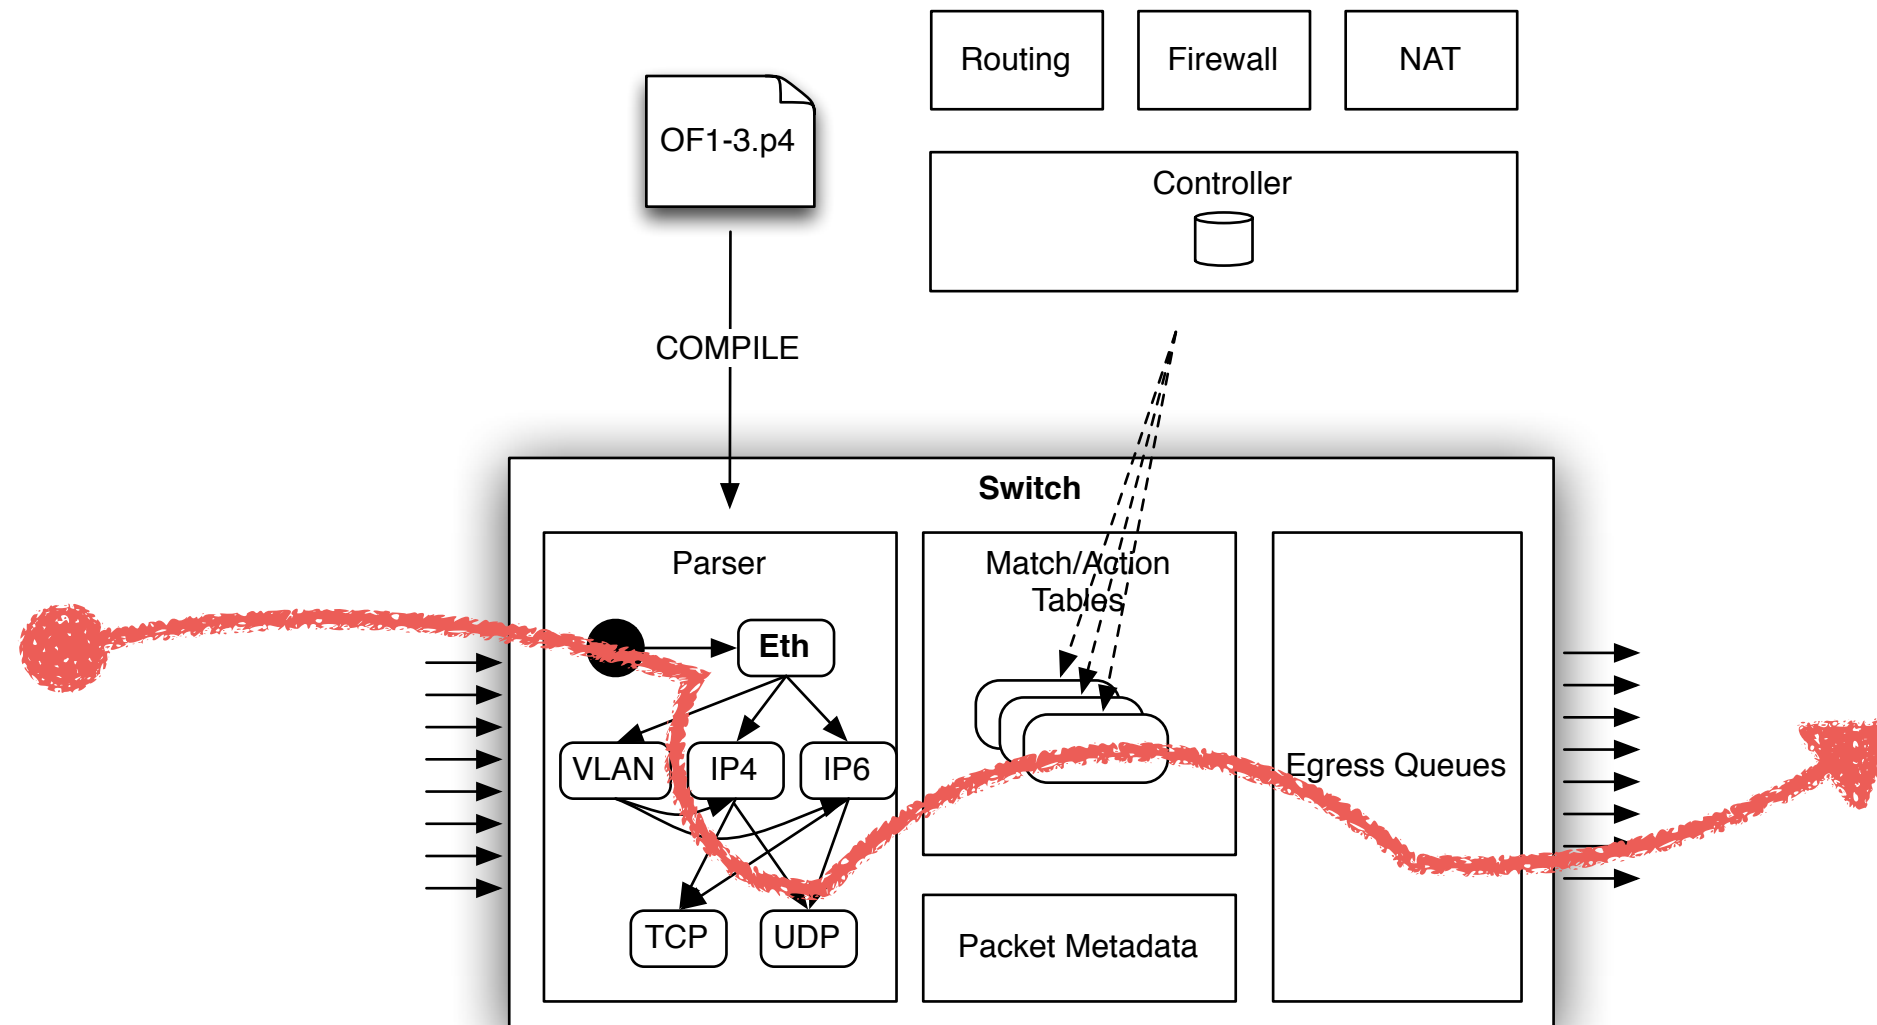 Routing
Firewall
NAT
OF1-3.p4
Controller
COMPILE
Switch
Parser
Match/Action
Tables
Eth
VLAN
IP4
IP6
Egress Queues
TCP
UDP
Packet Metadata